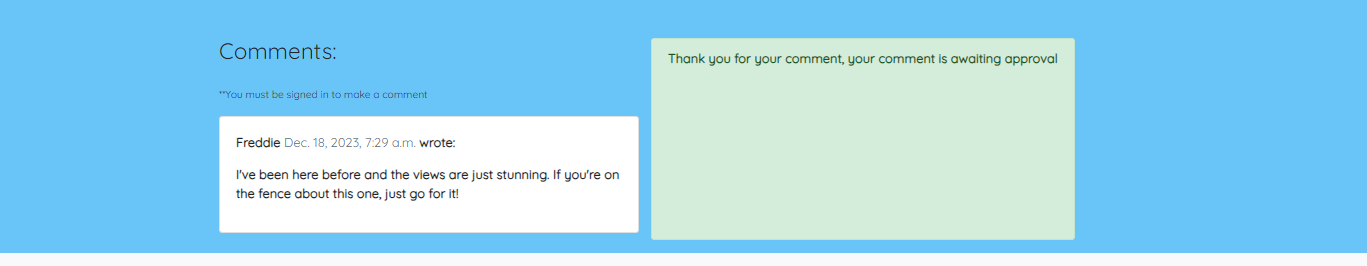 Comments:
**You must be signed in to make a comment
Freddie Dec. 18, 2023, 7:29 a.m. wrote:
I've been here before and the views are just stunning. If you're on
the fence about this one, just go for it!
Thank you for your comment, your comment is awaiting approval